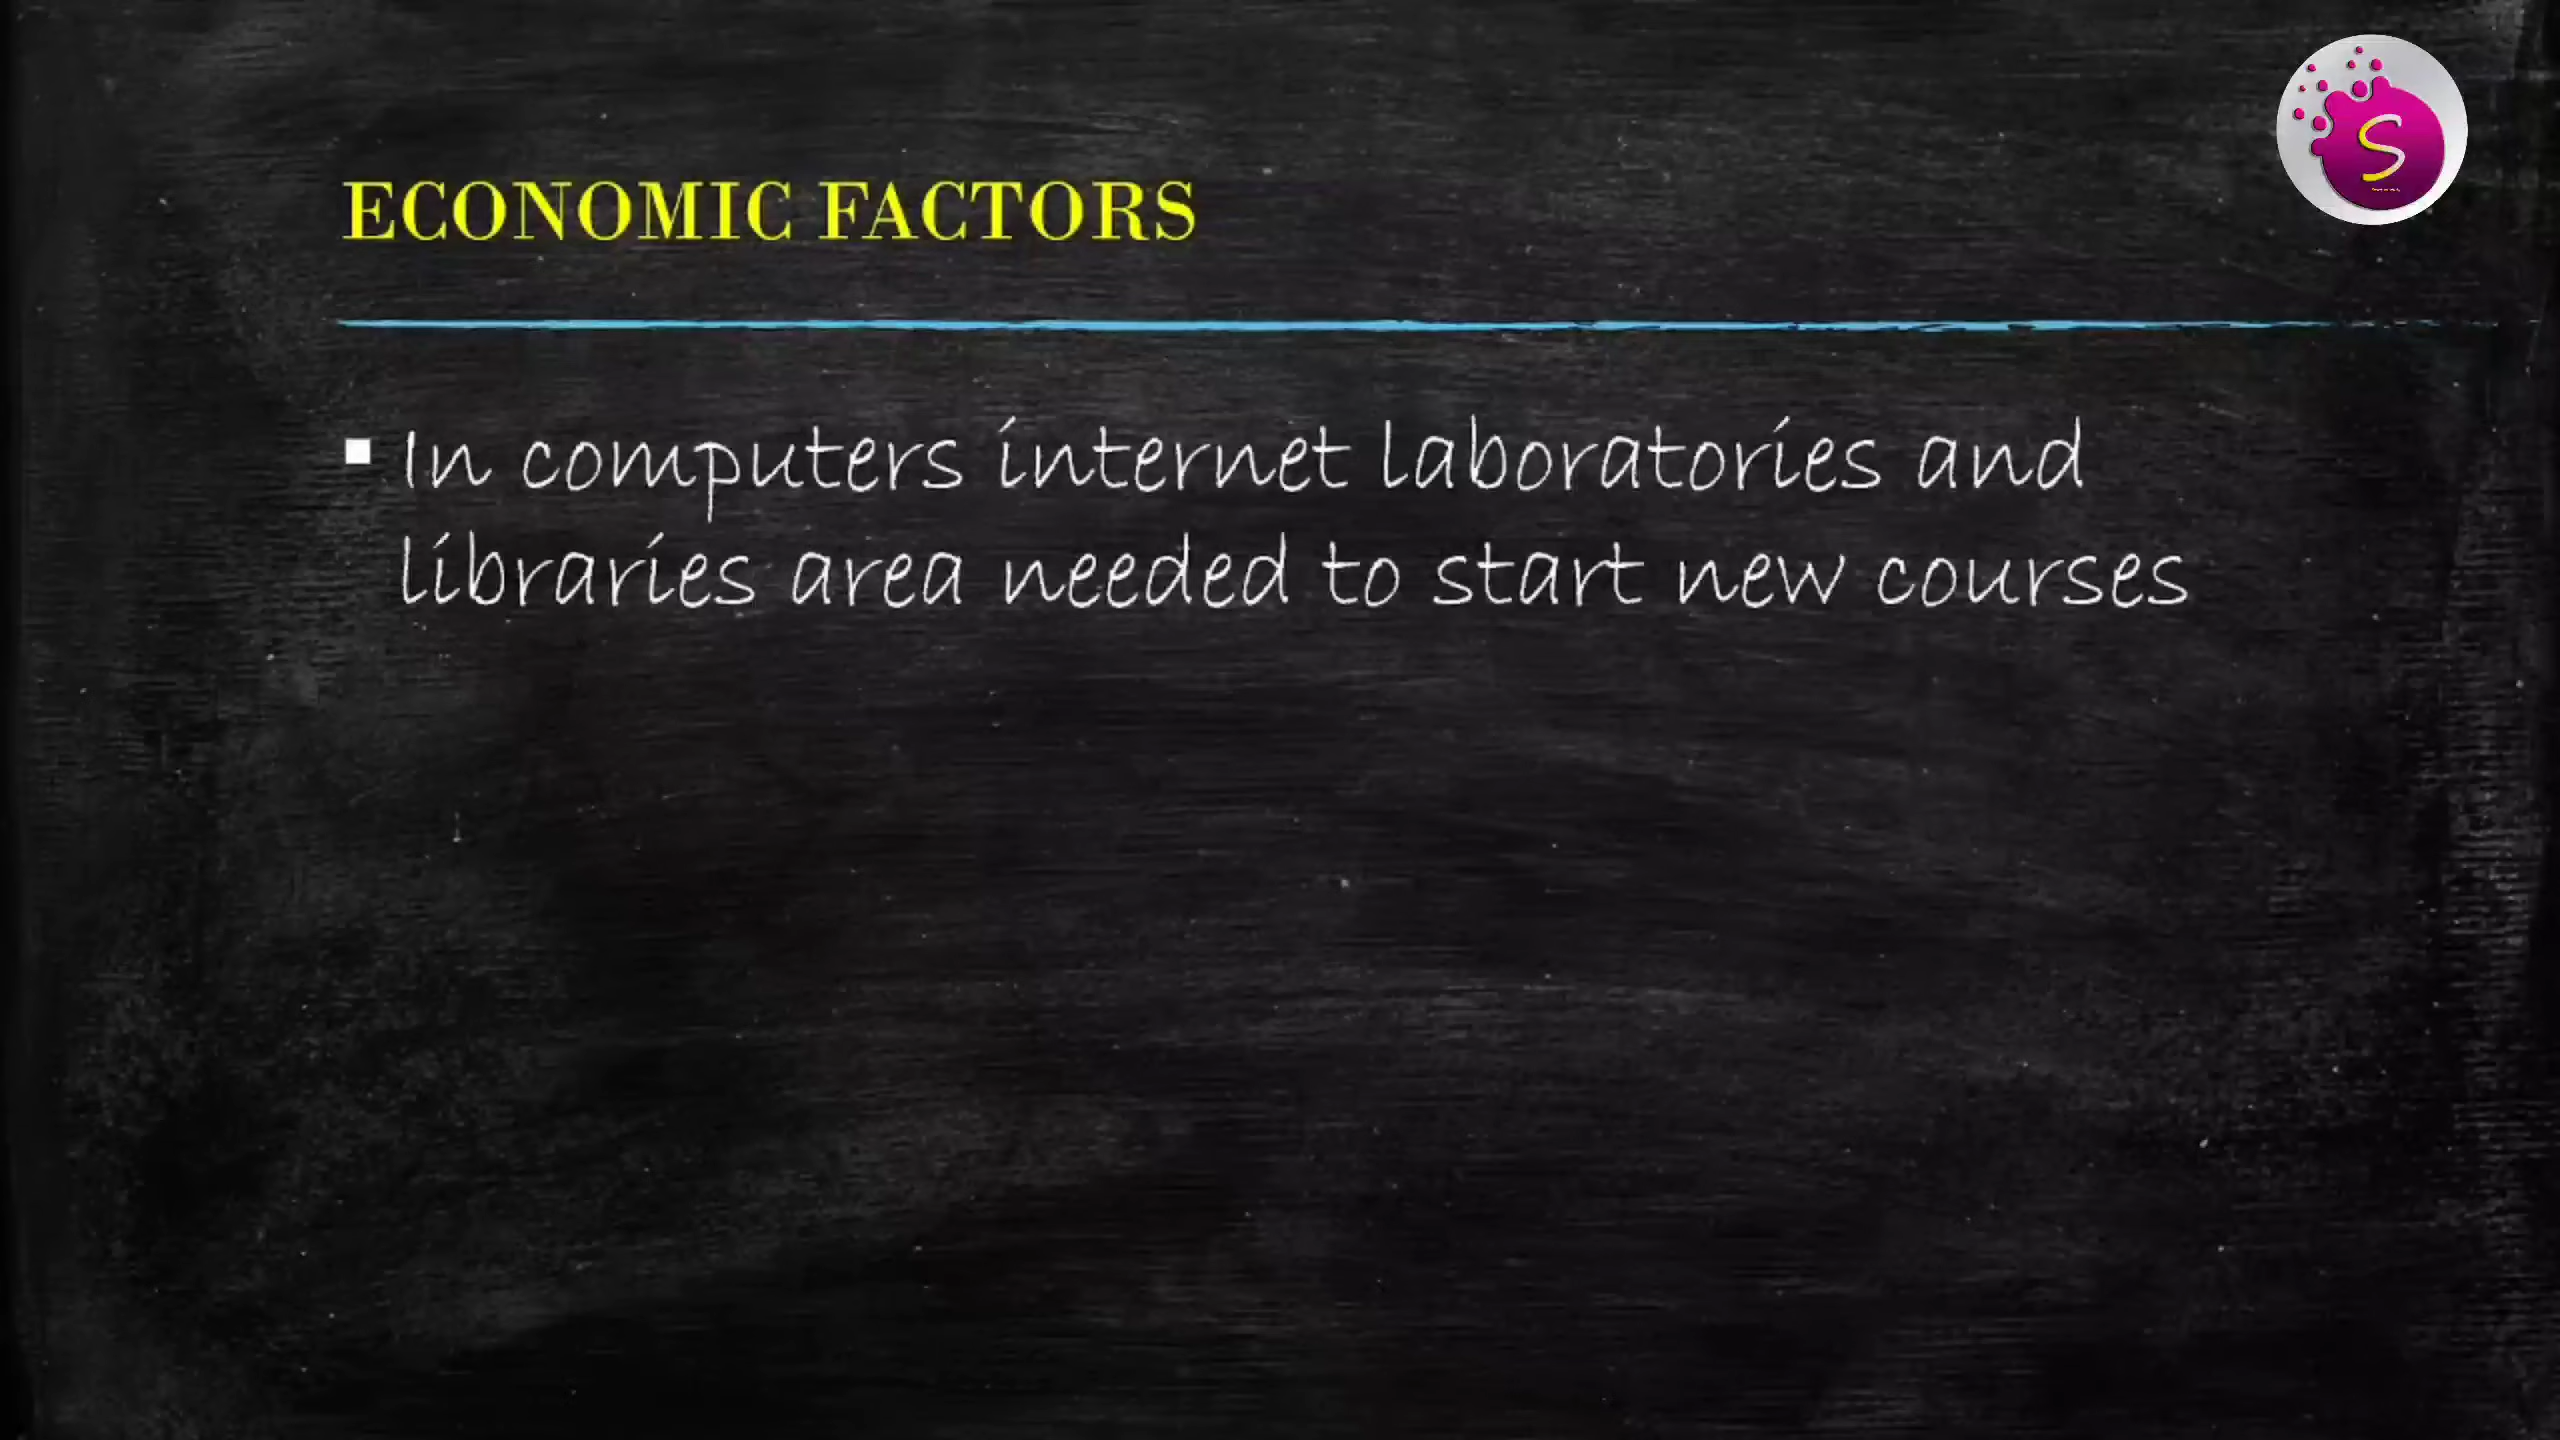 S
ECONOMIC FACTORS
In computers internet laboratories and
libraries area needed to start new courses